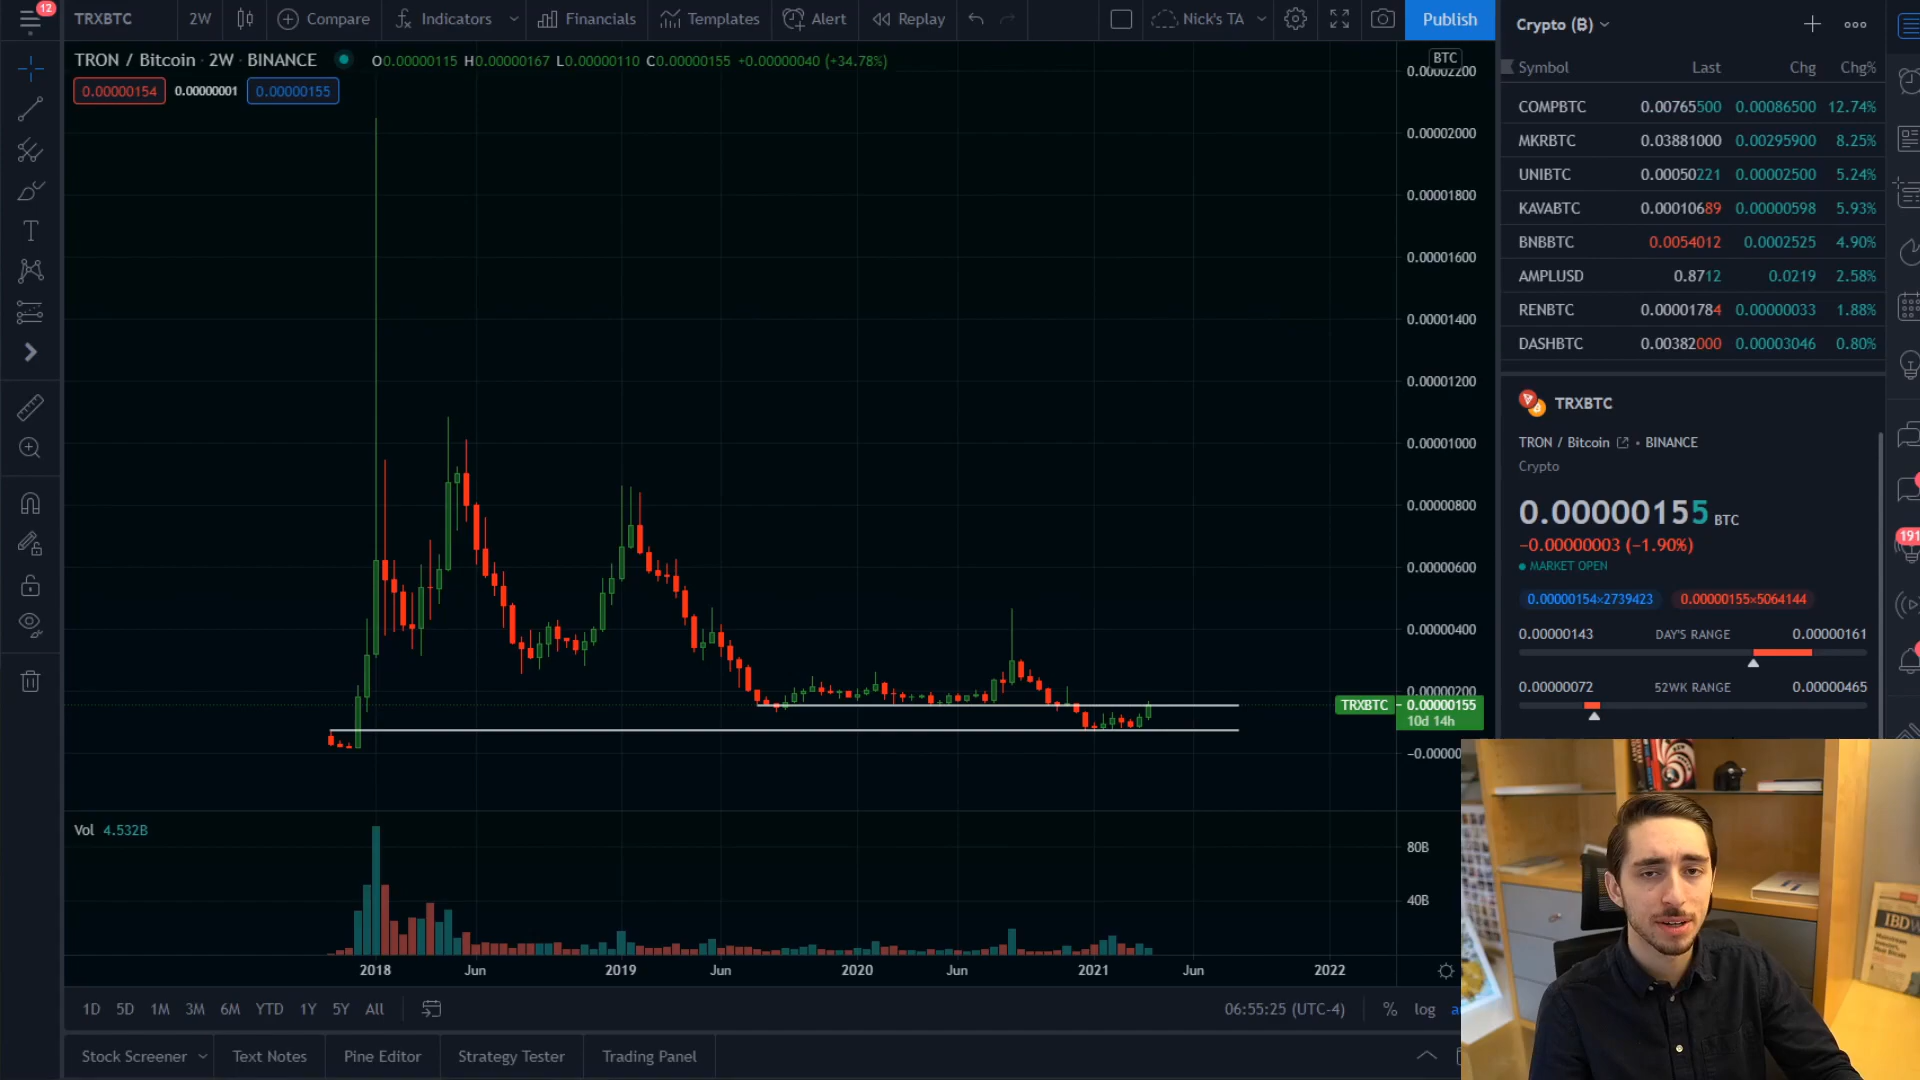 12
TRXBTC 2W Compare Indicators Financials Templates Alert Replay Nick's TA Publish
TRON / Bitcoin · 2W · BINANCE O0.00000115 H0.00000167 L0.00000110 C0.00000155 +0.00000040 (+34.78%)
0.00000154 0.00000001 0.00000155
BTC
0.00002200
0.00002000
0.00001800
0.00001600
0.00001400
0.00001200
0.00001000
0.00000800
0.00000600
0.00000400
0.00000200
TRXBTC 0.00000155
10d 14h
−0.00000
Vol 4.532B
80B
40B
2018 Jun 2019 Jun 2020 Jun 2021 Jun 2022
1D 5D 1M 3M 6M YTD 1Y 5Y All 06:55:25 (UTC-4) % log
Stock Screener Text Notes Pine Editor Strategy Tester Trading Panel
Crypto (₿)
Symbol Last Chg Chg%
COMPBTC 0.00765500 0.00086500 12.74%
MKRBTC 0.03881000 0.00295900 8.25%
UNIBTC 0.00050221 0.00002500 5.24%
KAVABTC 0.00010689 0.00000598 5.93%
BNBBTC 0.0054012 0.0002525 4.90%
AMPLUSD 0.8712 0.0219 2.58%
RENBTC 0.00001784 0.00000033 1.88%
DASHBTC 0.00382000 0.00003046 0.80%
TRXBTC
TRON / Bitcoin • BINANCE
Crypto
0.00000155 BTC
−0.00000003 (−1.90%)
MARKET OPEN
0.00000154×2739423 0.00000155×5064144
0.00000143 DAY'S RANGE 0.00000161
0.00000072 52WK RANGE 0.00000465
191
IBD